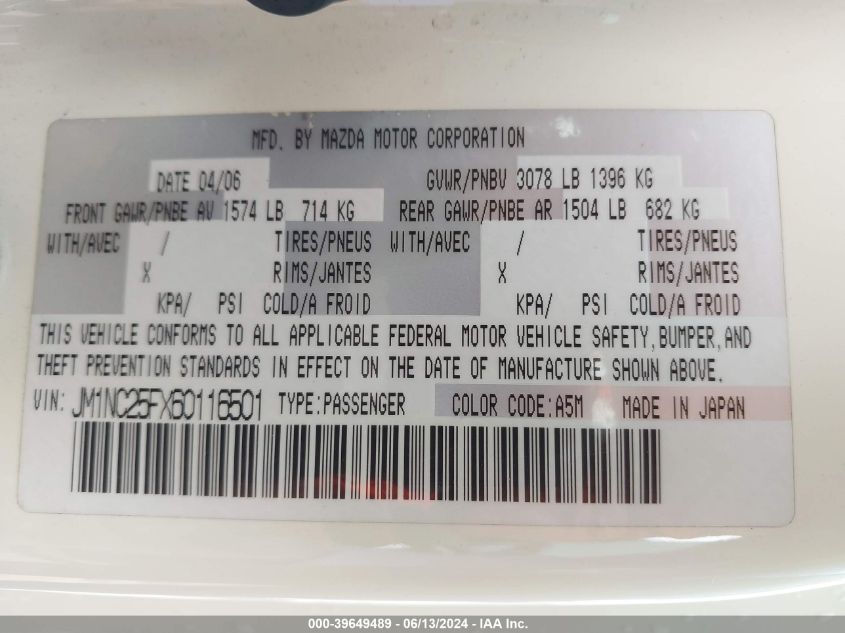 MFD. BY MAZDA MOTOR CORPORATION
DATE 04/06 GVWR/PNBV 3078 LB 1396 KG
FRONT GAWR/PNBE AV 1574 LB 714 KG REAR GAWR/PNBE AR 1504 LB 682 KG
WITH/AVEC / TIRES/PNEUS WITH/AVEC / TIRES/PNEUS
X RIMS/JANTES X RIMS/JANTES
KPA/ PSI COLD/A FROID KPA/ PSI COLD/A FROID
THIS VEHICLE CONFORMS TO ALL APPLICABLE FEDERAL MOTOR VEHICLE SAFETY,BUMPER,AND
THEFT PREVENTION STANDARDS IN EFFECT ON THE DATE OF MANUFACTURE SHOWN ABOVE.
VIN: JM1NC25FX60116501 TYPE:PASSENGER COLOR CODE:A5M MADE IN JAPAN
000-39649489 - 06/13/2024 - IAA Inc.